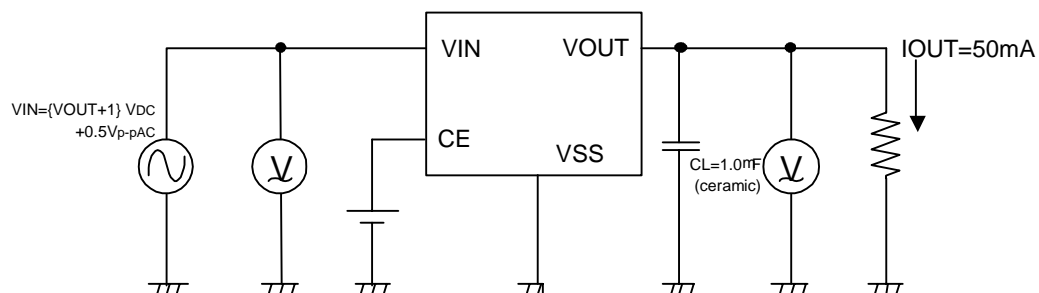 VIN
VOUT
IOUT=50mA
VIN={VOUT+1} VDC
+0.5Vp-pAC
CE
VSS
V
CL=1.0mF
(ceramic)
V